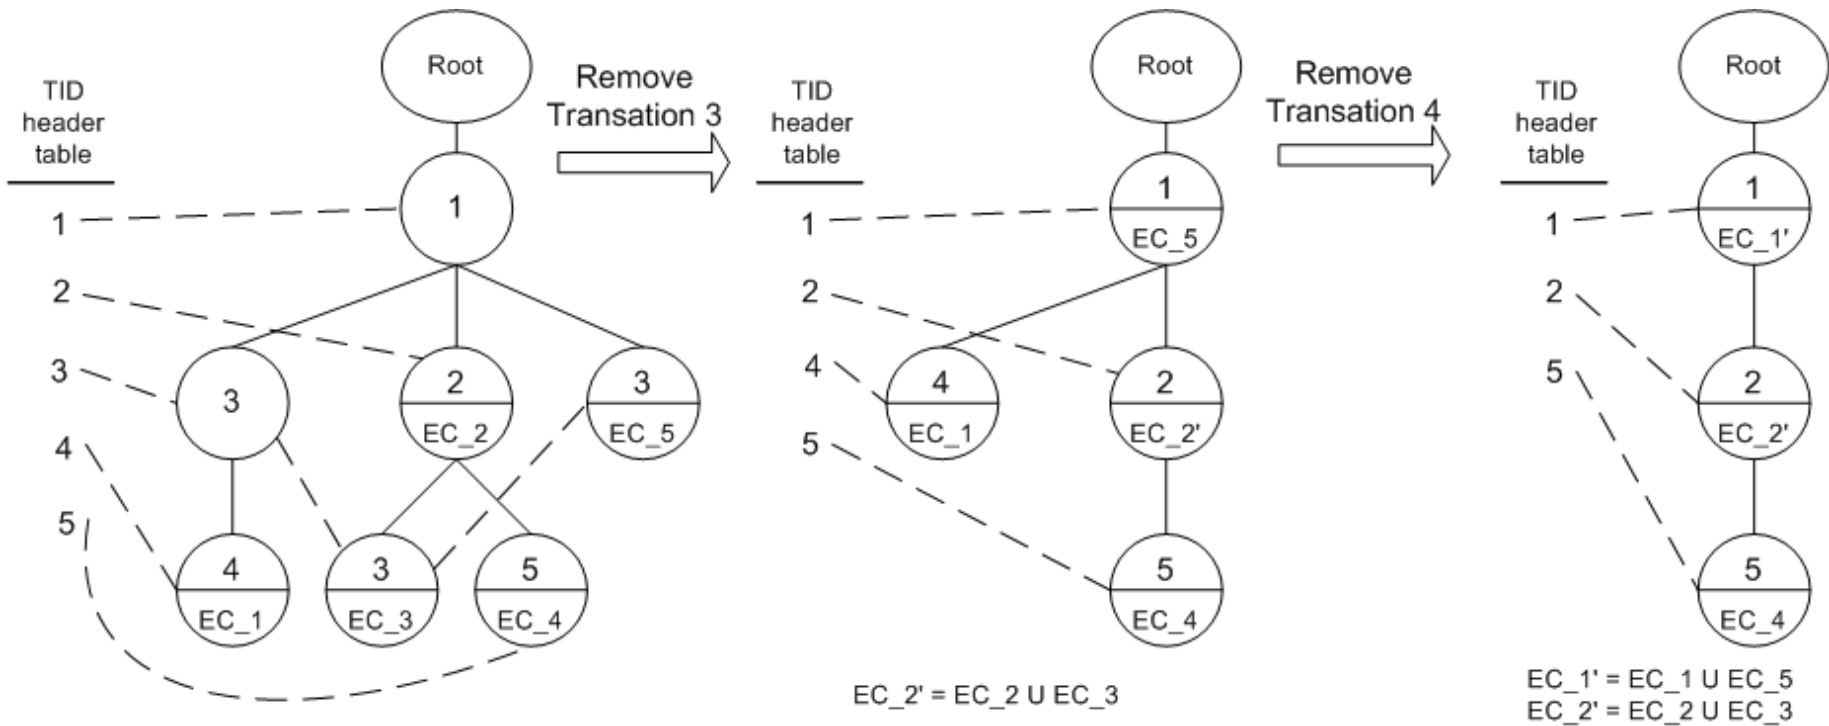 Root
TID
header
table
1
2
3
4
5
1
3
2
EC_2
3
EC_5
4
EC_1
3
EC_3
5
EC_4
Remove
Transation 3
Root
TID
header
table
1
2
4
5
1
EC_5
4
EC_1
2
EC_2'
5
EC_4
EC_2' = EC_2 U EC_3
Remove
Transation 4
Root
TID
header
table
1
2
5
1
EC_1'
2
EC_2'
5
EC_4
EC_1' = EC_1 U EC_5
EC_2' = EC_2 U EC_3